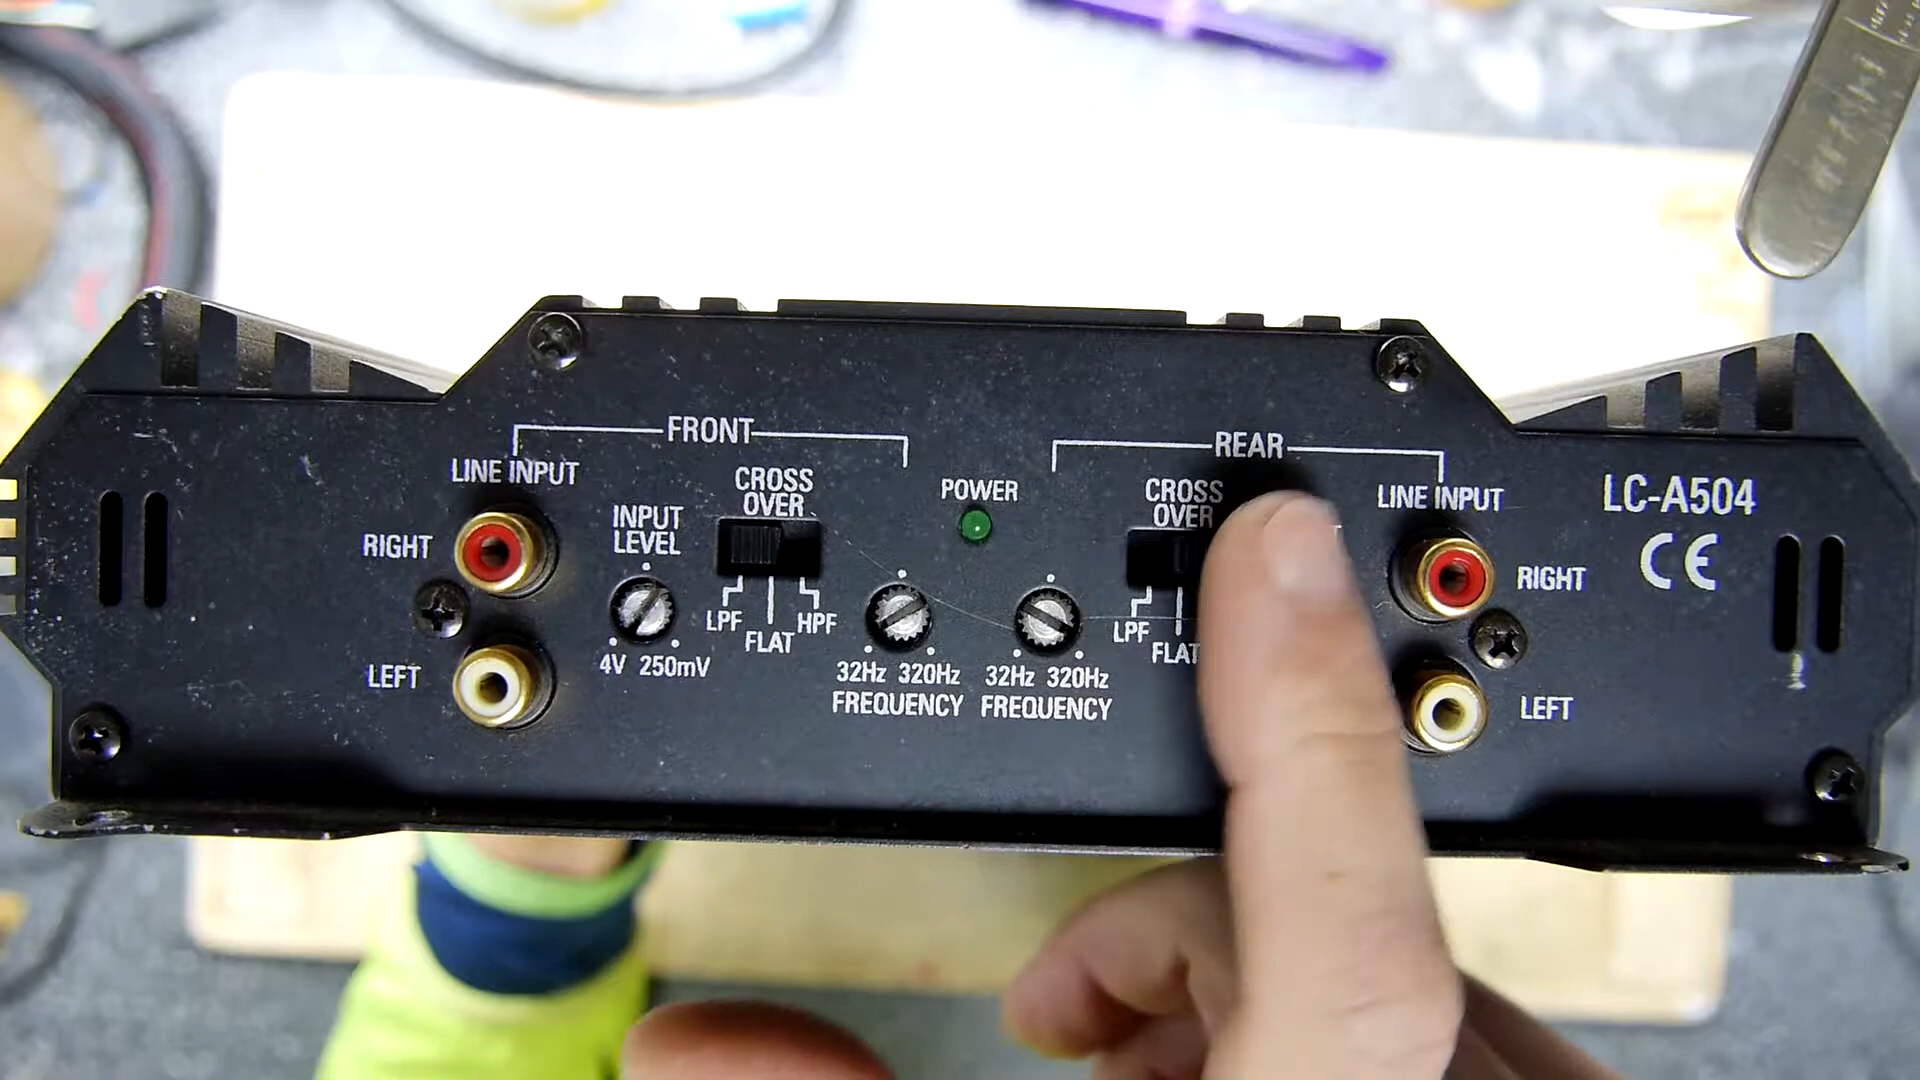 FRONT
LINE INPUT
RIGHT
LEFT
INPUT
LEVEL
4V 250mV
CROSS
OVER
LPF
FLAT
HPF
32Hz 320Hz
FREQUENCY
POWER
REAR
32Hz 320Hz
FREQUENCY
CROSS
OVER
LPF
FLAT
LINE INPUT
RIGHT
LEFT
LC-A504
CE